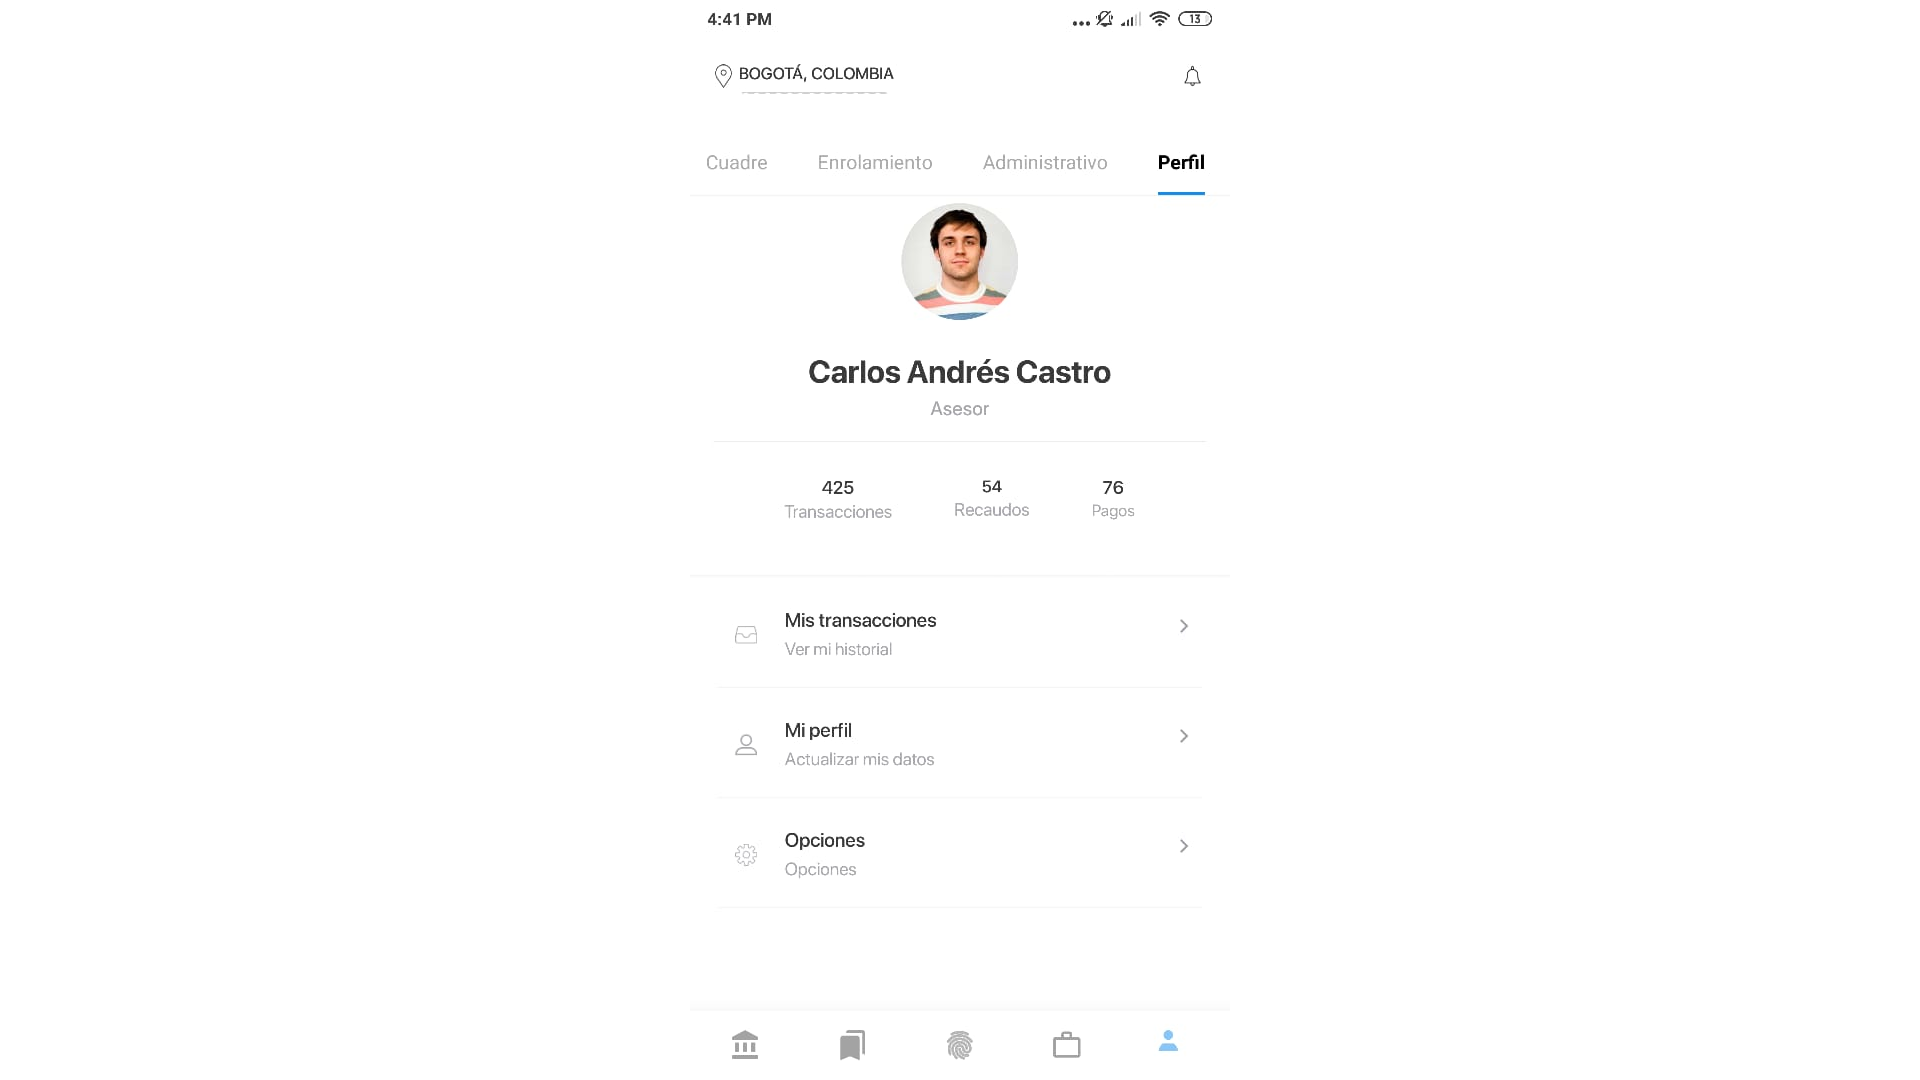 4:41 PM
13
BOGOTÁ, COLOMBIA
Cuadre Enrolamiento Administrativo Perfil
Carlos Andrés Castro
Asesor
425 54 76
Transacciones Recaudos Pagos
Mis transacciones
Ver mi historial
Mi perfil
Actualizar mis datos
Opciones
Opciones